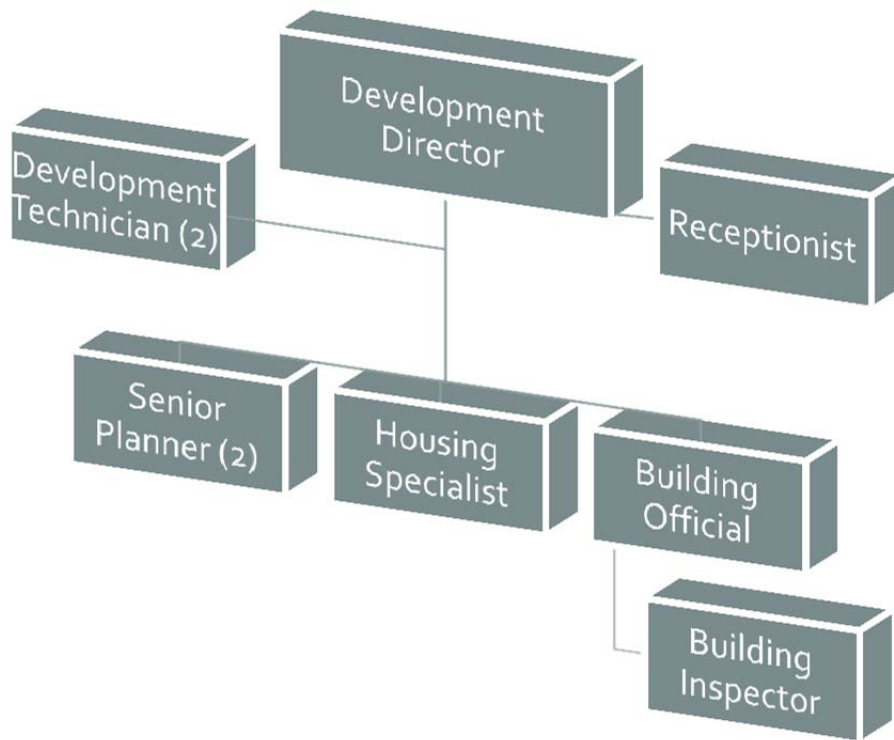 Development
Director
Development
Technician (2)
Receptionist
Senior
Planner (2)
Housing
Specialist
Building
Official
Building
Inspector